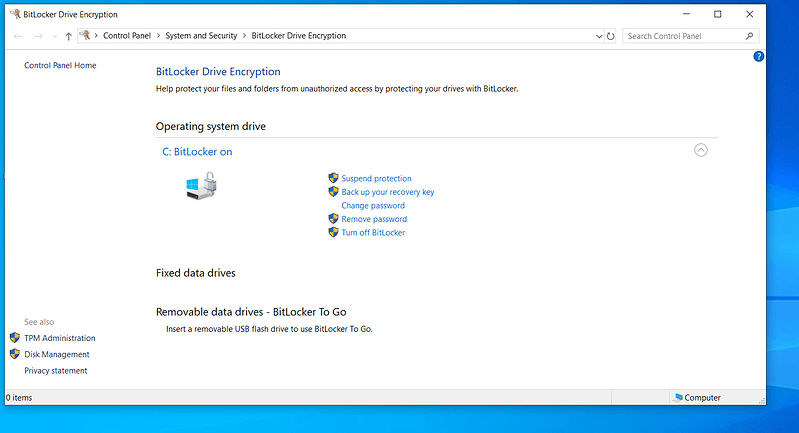 BitLocker Drive Encryption
Control Panel > System and Security > BitLocker Drive Encryption
Search Control Panel
Control Panel Home
BitLocker Drive Encryption
Help protect your files and folders from unauthorized access by protecting your drives with BitLocker.
Operating system drive
C: BitLocker on
Suspend protection
Back up your recovery key
Change password
Remove password
Turn off BitLocker
Fixed data drives
Removable data drives - BitLocker To Go
Insert a removable USB flash drive to use BitLocker To Go.
See also
TPM Administration
Disk Management
Privacy statement
0 items
Computer